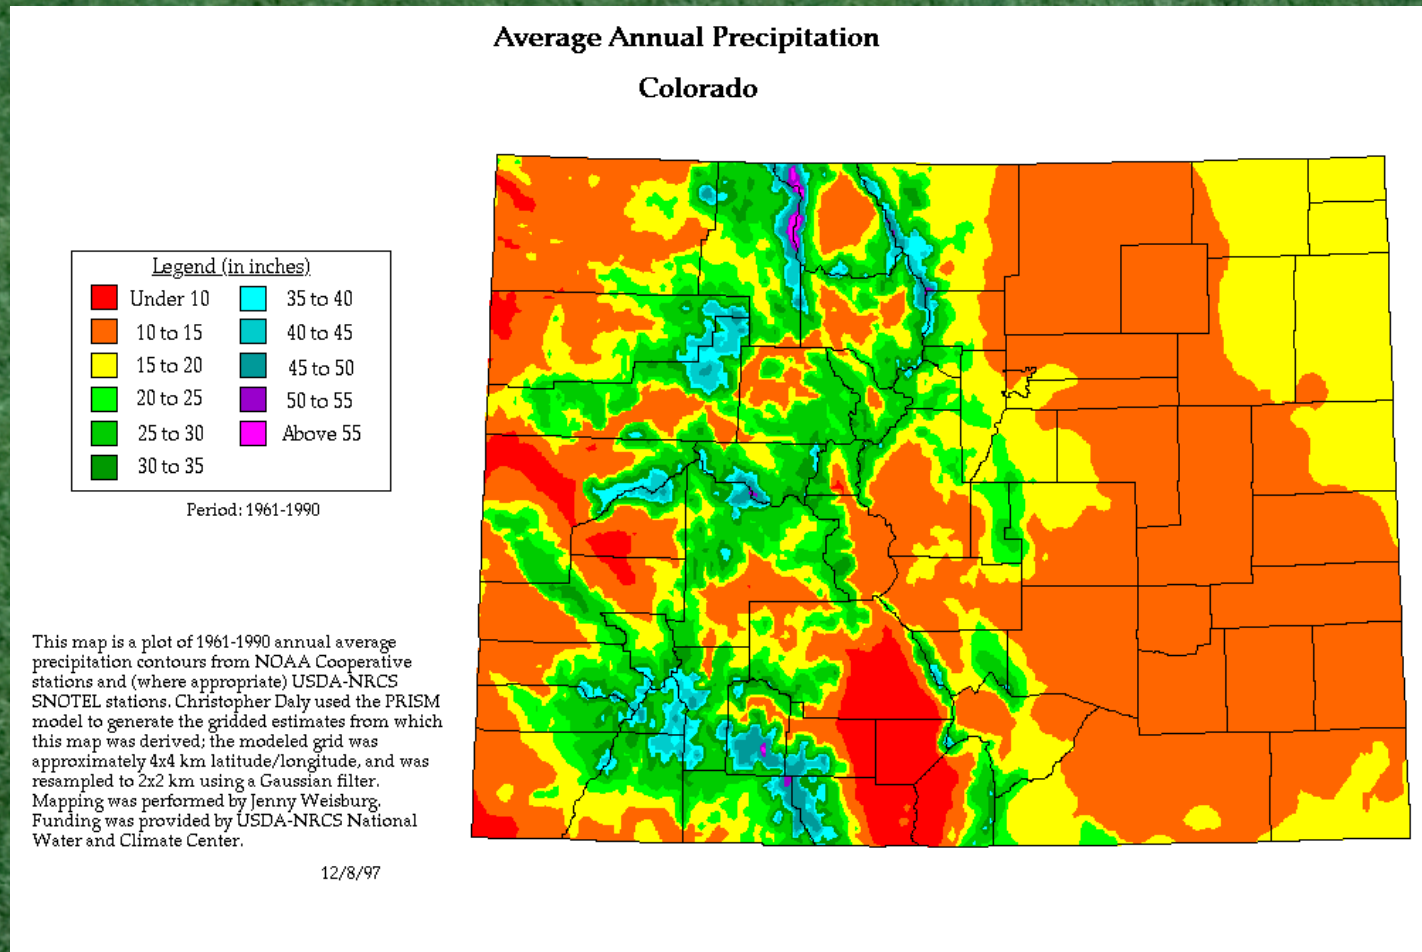 Average Annual Precipitation
Colorado
Legend (in inches)
Under 10
35 to 40
10 to 15
40 to 45
15 to 20
45 to 50
20 to 25
50 to 55
25 to 30
Above 55
30 to 35
Period: 1961-1990
This map is a plot of 1961-1990 annual average
precipitation contours from NOAA Cooperative
stations and (where appropriate) USDA-NRCS
SNOTEL stations. Christopher Daly used the PRISM
model to generate the gridded estimates from which
this map was derived; the modeled grid was
approximately 4x4 km latitude/longitude, and was
resampled to 2x2 km using a Gaussian filter.
Mapping was performed by Jenny Weisburg.
Funding was provided by USDA-NRCS National
Water and Climate Center.
12/8/97